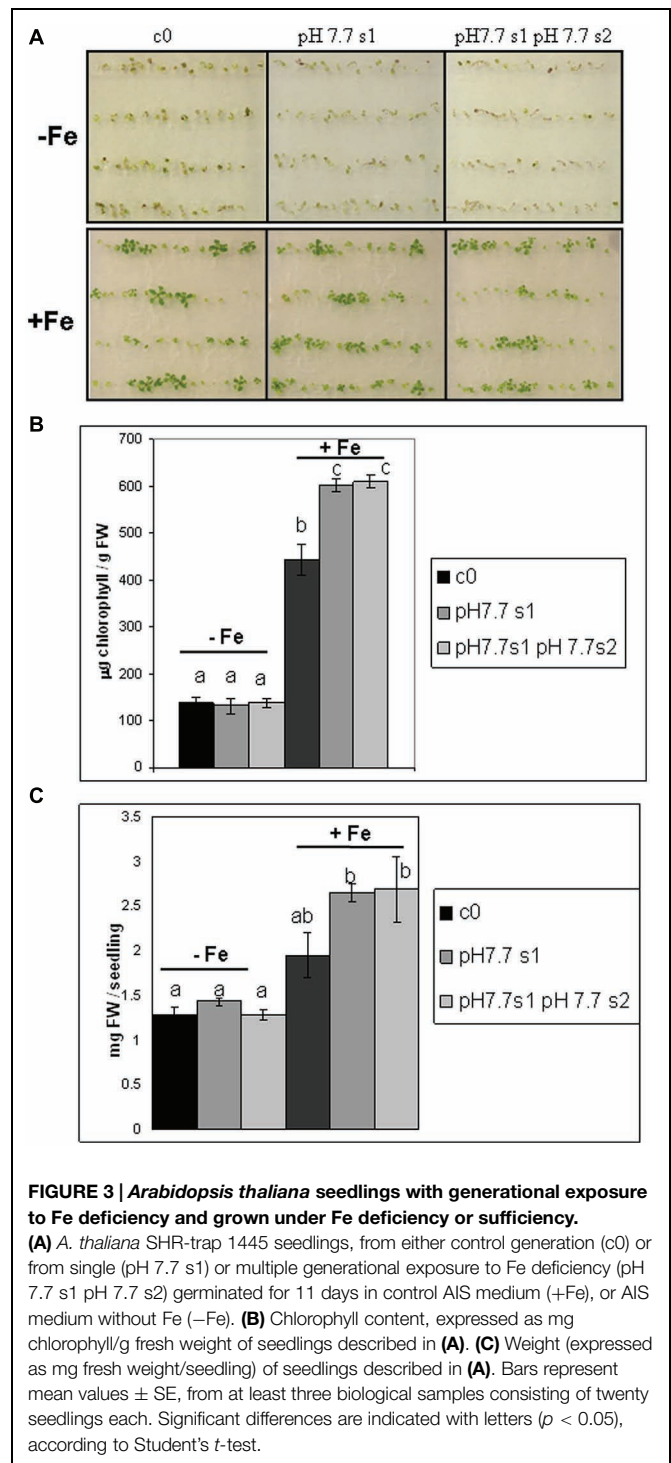 A
c0 pH 7.7 s1 pH7.7 s1 pH 7.7 s2
-Fe
+Fe
B
700
600
500
400
300
200
100
0
µg chlorophyll / g FW
- Fe
a a a
+ Fe
b c c
c0
pH7.7 s1
pH7.7s1 pH 7.7s2
C
3.5
3
2.5
2
1.5
1
0.5
0
mg FW / seedling
- Fe
a a a
+ Fe
ab b b
c0
pH7.7 s1
pH7.7s1 pH 7.7 s2
FIGURE 3 | Arabidopsis thaliana seedlings with generational exposure
to Fe deficiency and grown under Fe deficiency or sufficiency.
(A) A. thaliana SHR-trap 1445 seedlings, from either control generation (c0) or
from single (pH 7.7 s1) or multiple generational exposure to Fe deficiency (pH
7.7 s1 pH 7.7 s2) germinated for 11 days in control AIS medium (+Fe), or AIS
medium without Fe (−Fe). (B) Chlorophyll content, expressed as mg
chlorophyll/g fresh weight of seedlings described in (A). (C) Weight (expressed
as mg fresh weight/seedling) of seedlings described in (A). Bars represent
mean values ± SE, from at least three biological samples consisting of twenty
seedlings each. Significant differences are indicated with letters (p < 0.05),
according to Student's t-test.